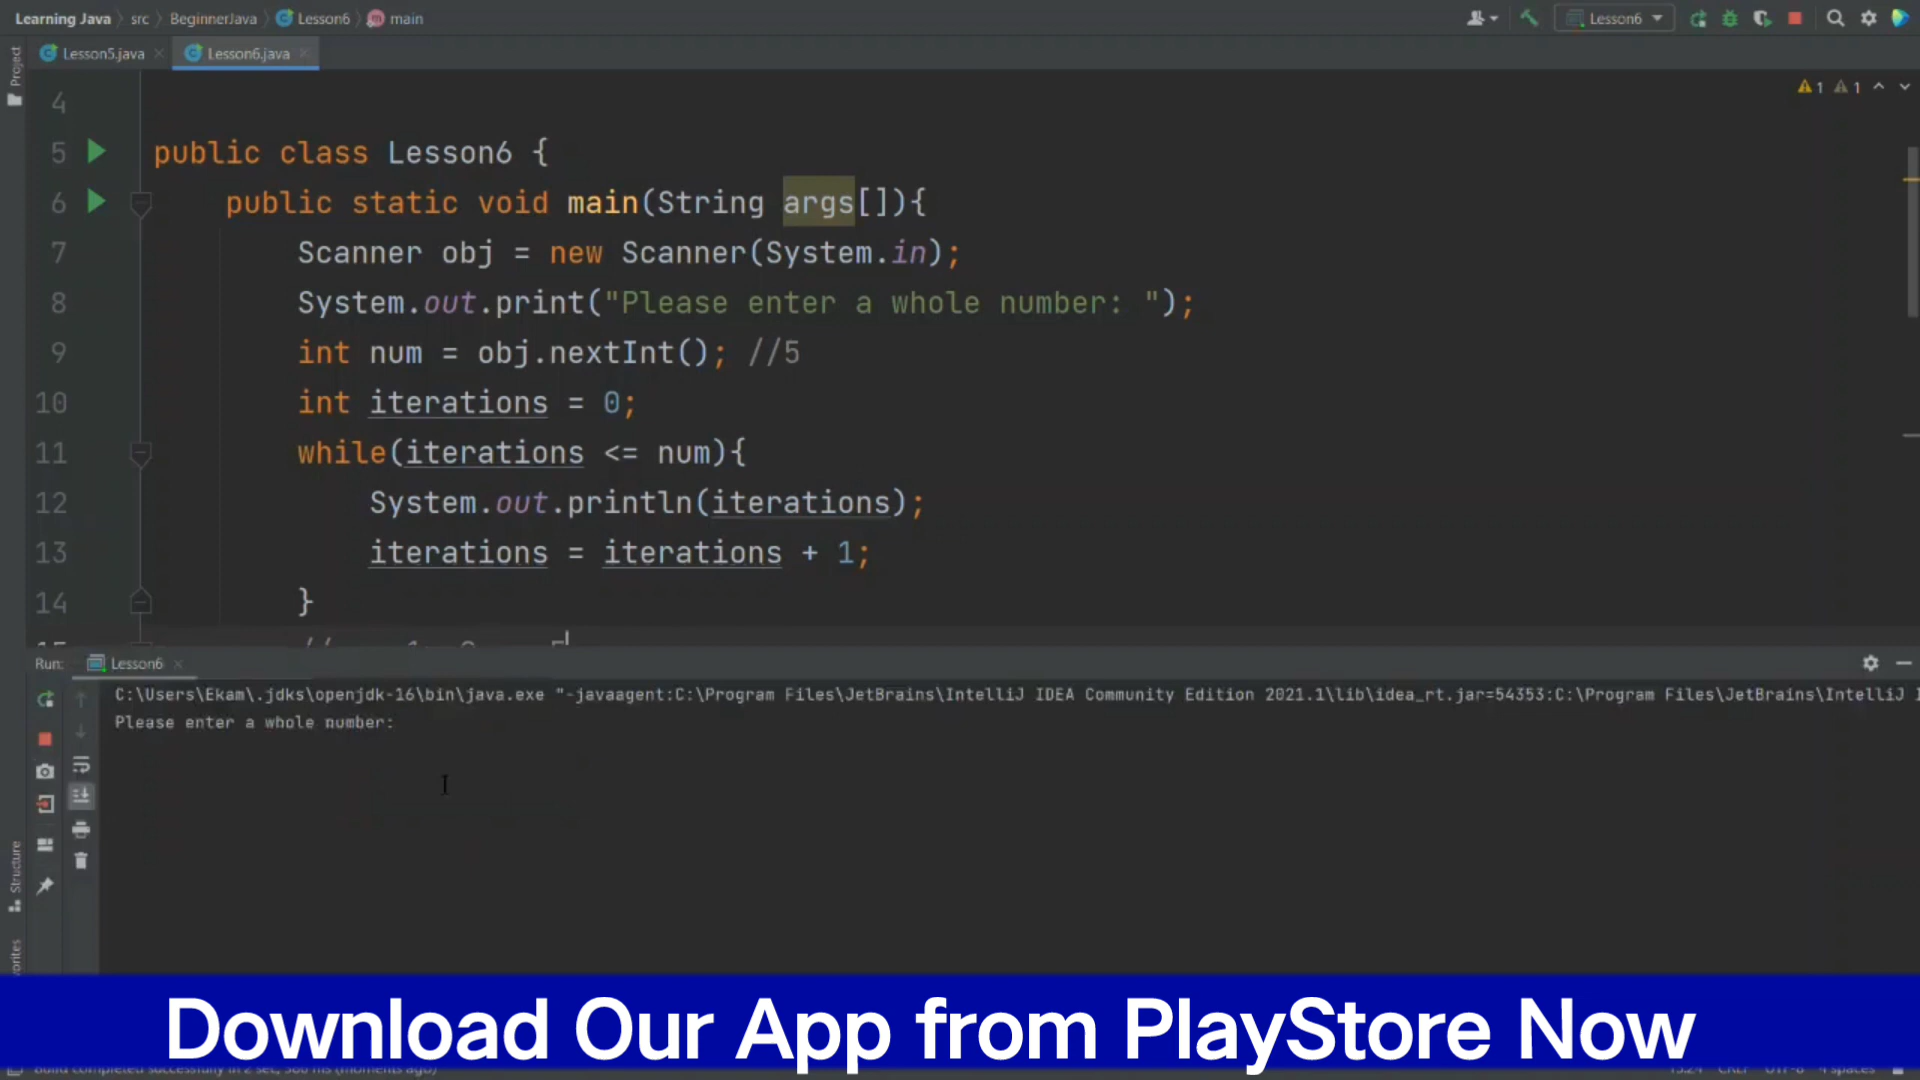 Learning Java src BeginnerJava Lesson6 main Lesson6
Lesson5.java Lesson6.java
Project
1 1
4
5 public class Lesson6 {
6 public static void main(String args[]){
7 Scanner obj = new Scanner(System.in);
8 System.out.print("Please enter a whole number: ");
9 int num = obj.nextInt(); //5
10 int iterations = 0;
11 while(iterations <= num){
12 System.out.println(iterations);
13 iterations = iterations + 1;
14 }
Run: Lesson6
C:\Users\Ekam\.jdks\openjdk-16\bin\java.exe "-javaagent:C:\Program Files\JetBrains\IntelliJ IDEA Community Edition 2021.1\lib\idea_rt.jar=54353:C:\Program Files\JetBrains\IntelliJ
Please enter a whole number:
Structure
Download Our App from PlayStore Now